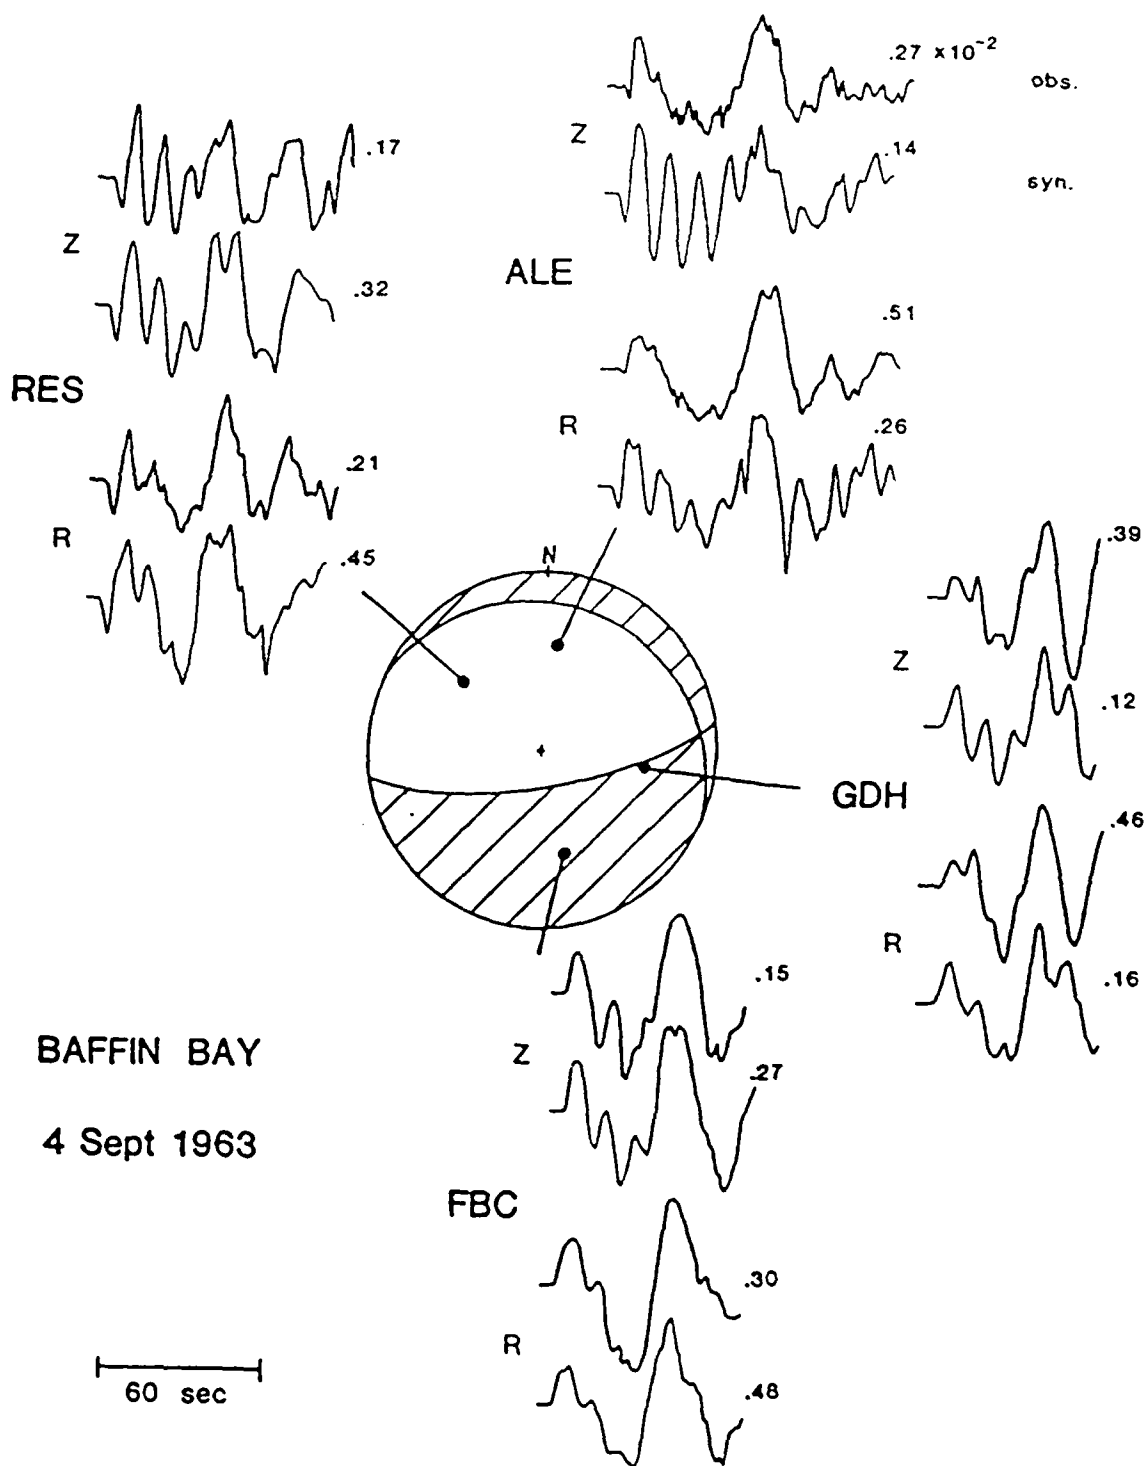 .27 ×10⁻²
obs.
Z
.14
syn.
.17
Z
.32
ALE
.51
RES
R
.26
.21
R
.45
N
.39
Z
.12
GDH
.46
R
.16
.15
Z
.27
BAFFIN BAY
4 Sept 1963
FBC
.30
R
.48
60 sec